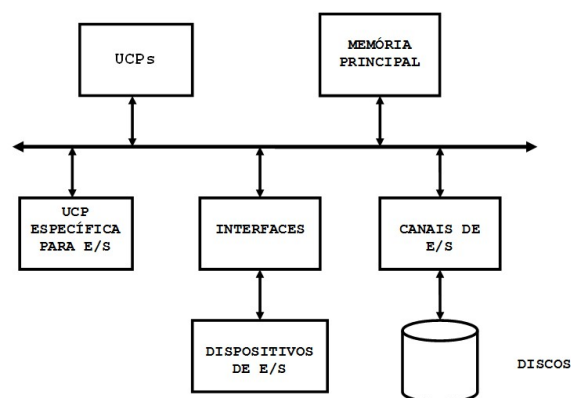 UCPs
MEMÓRIA
PRINCIPAL
UCP
ESPECÍFICA
PARA E/S
INTERFACES
CANAIS DE
E/S
DISPOSITIVOS
DE E/S
DISCOS